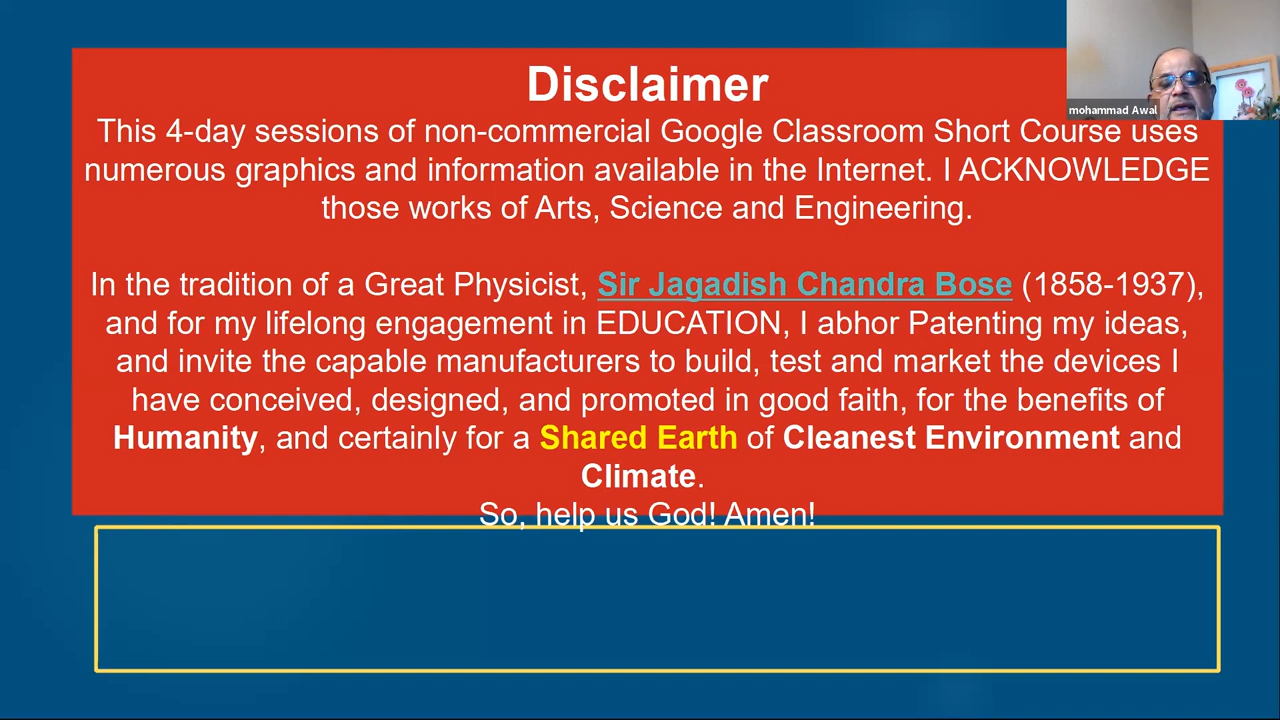 Disclaimer
This 4-day sessions of non-commercial Google Classroom Short Course uses
numerous graphics and information available in the Internet. I ACKNOWLEDGE
those works of Arts, Science and Engineering.
In the tradition of a Great Physicist, Sir Jagadish Chandra Bose (1858-1937),
and for my lifelong engagement in EDUCATION, I abhor Patenting my ideas,
and invite the capable manufacturers to build, test and market the devices I
have conceived, designed, and promoted in good faith, for the benefits of
Humanity, and certainly for a Shared Earth of Cleanest Environment and
Climate.
So, help us God! Amen!
mohammad Awal